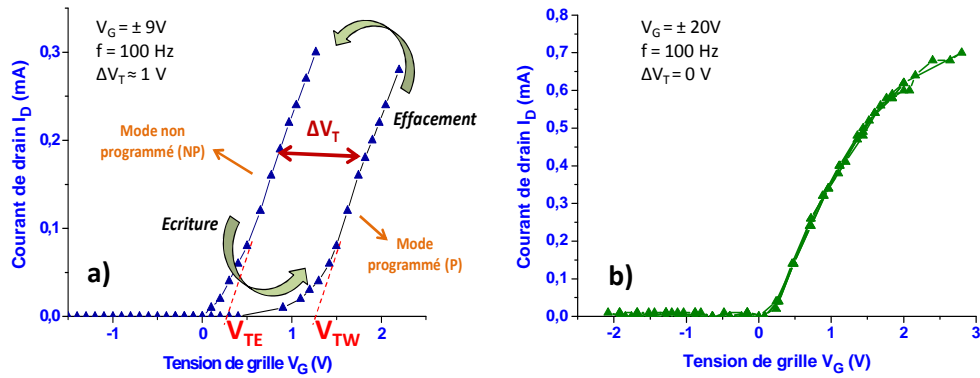 V_G = ± 9V
f = 100 Hz
ΔV_T ≈ 1 V
Effacement
ΔV_T
Mode non
programmé (NP)
Ecriture
Mode
programmé (P)
a)
V_TE
V_TW
0,3
0,2
0,1
0,0
-1
0
1
2
Courant de drain I_D (mA)
Tension de grille V_G (V)
V_G = ± 20V
f = 100 Hz
ΔV_T = 0 V
b)
0,8
0,7
0,6
0,5
0,4
0,3
0,2
0,1
0,0
-2
-1
0
1
2
3
Courant de drain I_D (mA)
Tension de grille V_G (V)